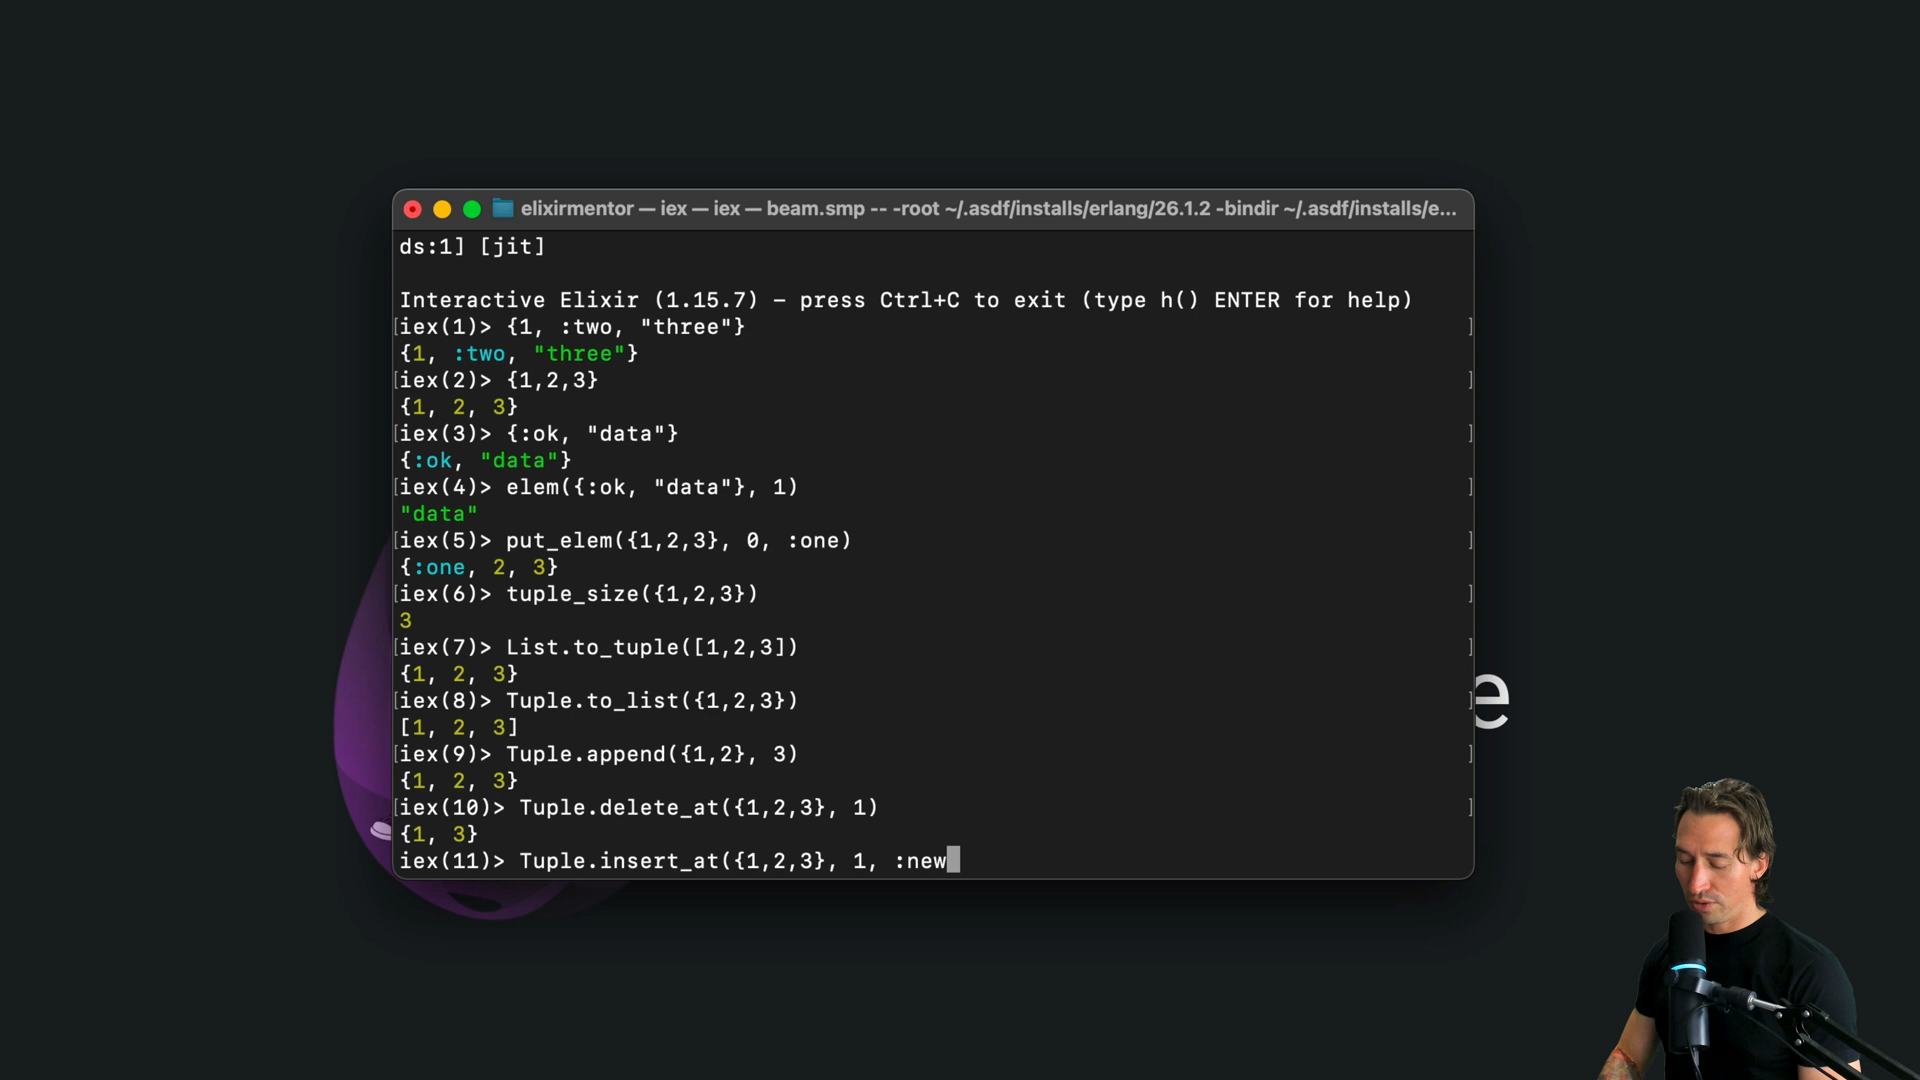 elixirmentor — iex — iex — beam.smp -- -root ~/.asdf/installs/erlang/26.1.2 -bindir ~/.asdf/installs/e...
ds:1] [jit]
Interactive Elixir (1.15.7) - press Ctrl+C to exit (type h() ENTER for help)
[iex(1)> {1, :two, "three"} ]
{1, :two, "three"}
[iex(2)> {1,2,3} ]
{1, 2, 3}
[iex(3)> {:ok, "data"} ]
{:ok, "data"}
[iex(4)> elem({:ok, "data"}, 1) ]
"data"
[iex(5)> put_elem({1,2,3}, 0, :one) ]
{:one, 2, 3}
[iex(6)> tuple_size({1,2,3}) ]
3
[iex(7)> List.to_tuple([1,2,3]) ]
{1, 2, 3}
[iex(8)> Tuple.to_list({1,2,3}) ]
[1, 2, 3]
[iex(9)> Tuple.append({1,2}, 3) ]
{1, 2, 3}
[iex(10)> Tuple.delete_at({1,2,3}, 1) ]
{1, 3}
iex(11)> Tuple.insert_at({1,2,3}, 1, :new
e